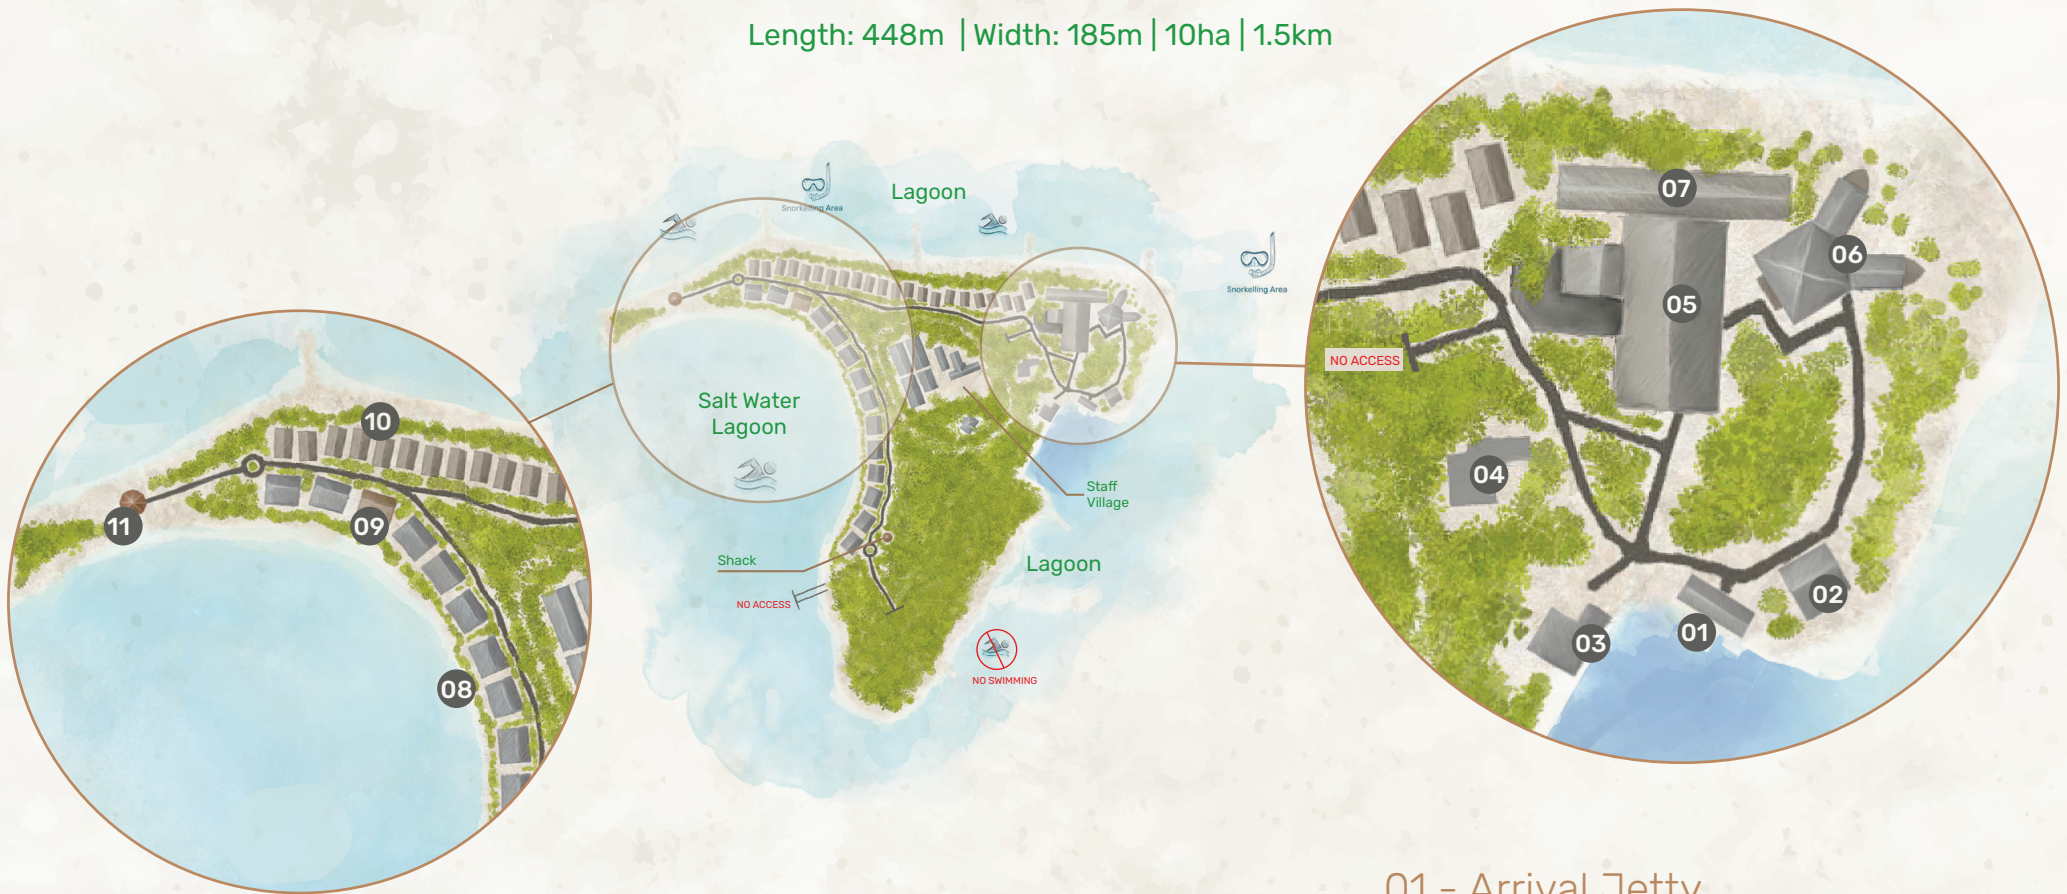 Length: 448m | Width: 185m | 10ha | 1.5km
Lagoon
Snorkelling Area
Snorkelling Area
Salt Water
Lagoon
Staff
Village
Shack
NO ACCESS
Lagoon
NO SWIMMING
10
11
09
08
07
06
05
NO ACCESS
04
02
01
03
01 - Arrival Jetty